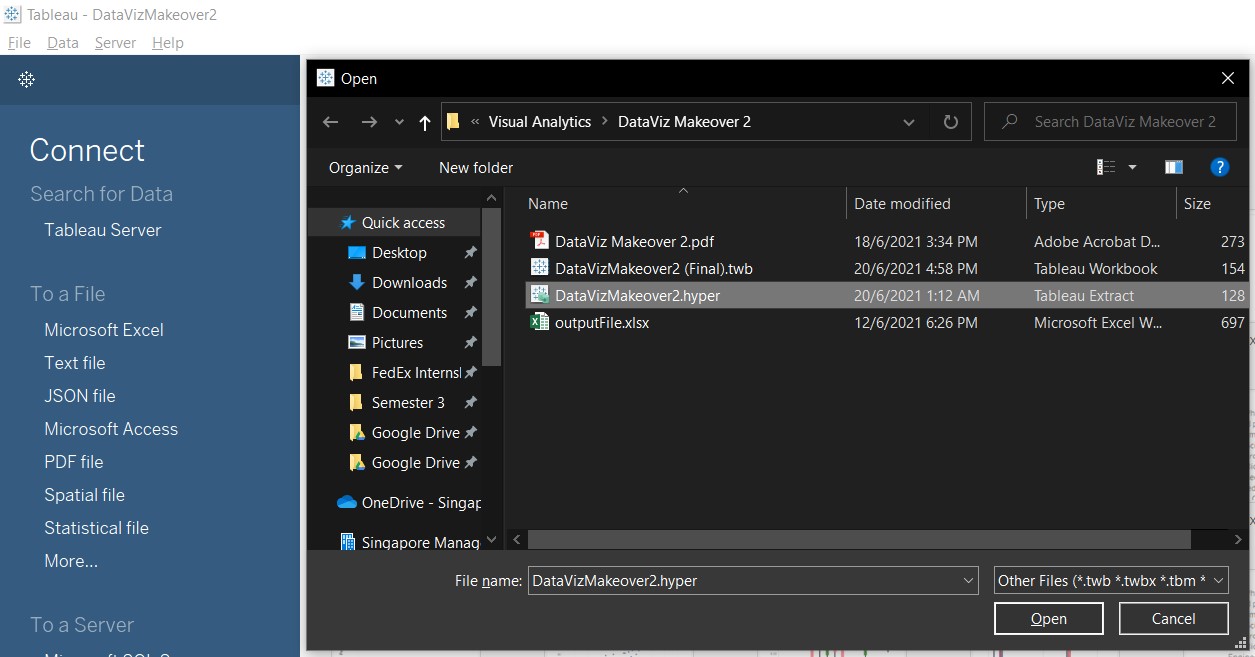 Tableau - DataVizMakeover2
File Data Server Help
Connect
Search for Data
Tableau Server
To a File
Microsoft Excel
Text file
JSON file
Microsoft Access
PDF file
Spatial file
Statistical file
More...
To a Server
Open
« Visual Analytics > DataViz Makeover 2
Search DataViz Makeover 2
Organize New folder
?
Quick access
Desktop
Downloads
Documents
Pictures
FedEx Internsl
Semester 3
Google Drive
Google Drive
OneDrive - Singap
Singapore Manag
Name Date modified Type Size
DataViz Makeover 2.pdf 18/6/2021 3:34 PM Adobe Acrobat D... 273
DataVizMakeover2 (Final).twb 20/6/2021 4:58 PM Tableau Workbook 154
DataVizMakeover2.hyper 20/6/2021 1:12 AM Tableau Extract 128
outputFile.xlsx 12/6/2021 6:26 PM Microsoft Excel W... 697
File name: DataVizMakeover2.hyper
Other Files (*.twb *.twbx *.tbm *
Open Cancel